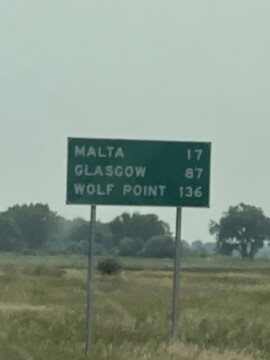 MALTA 17
GLASGOW 87
WOLF POINT 136